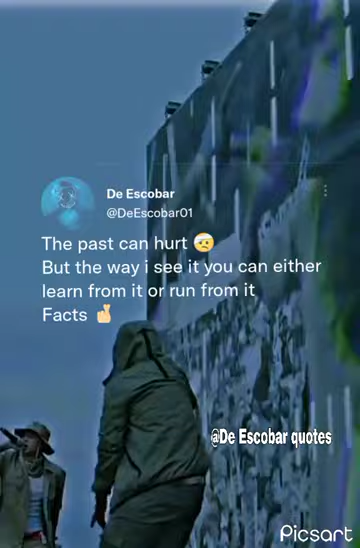 De Escobar
@DeEscobar01
The past can hurt 🤕
But the way i see it you can either
learn from it or run from it
Facts 🤞
@De Escobar quotes
Picsart